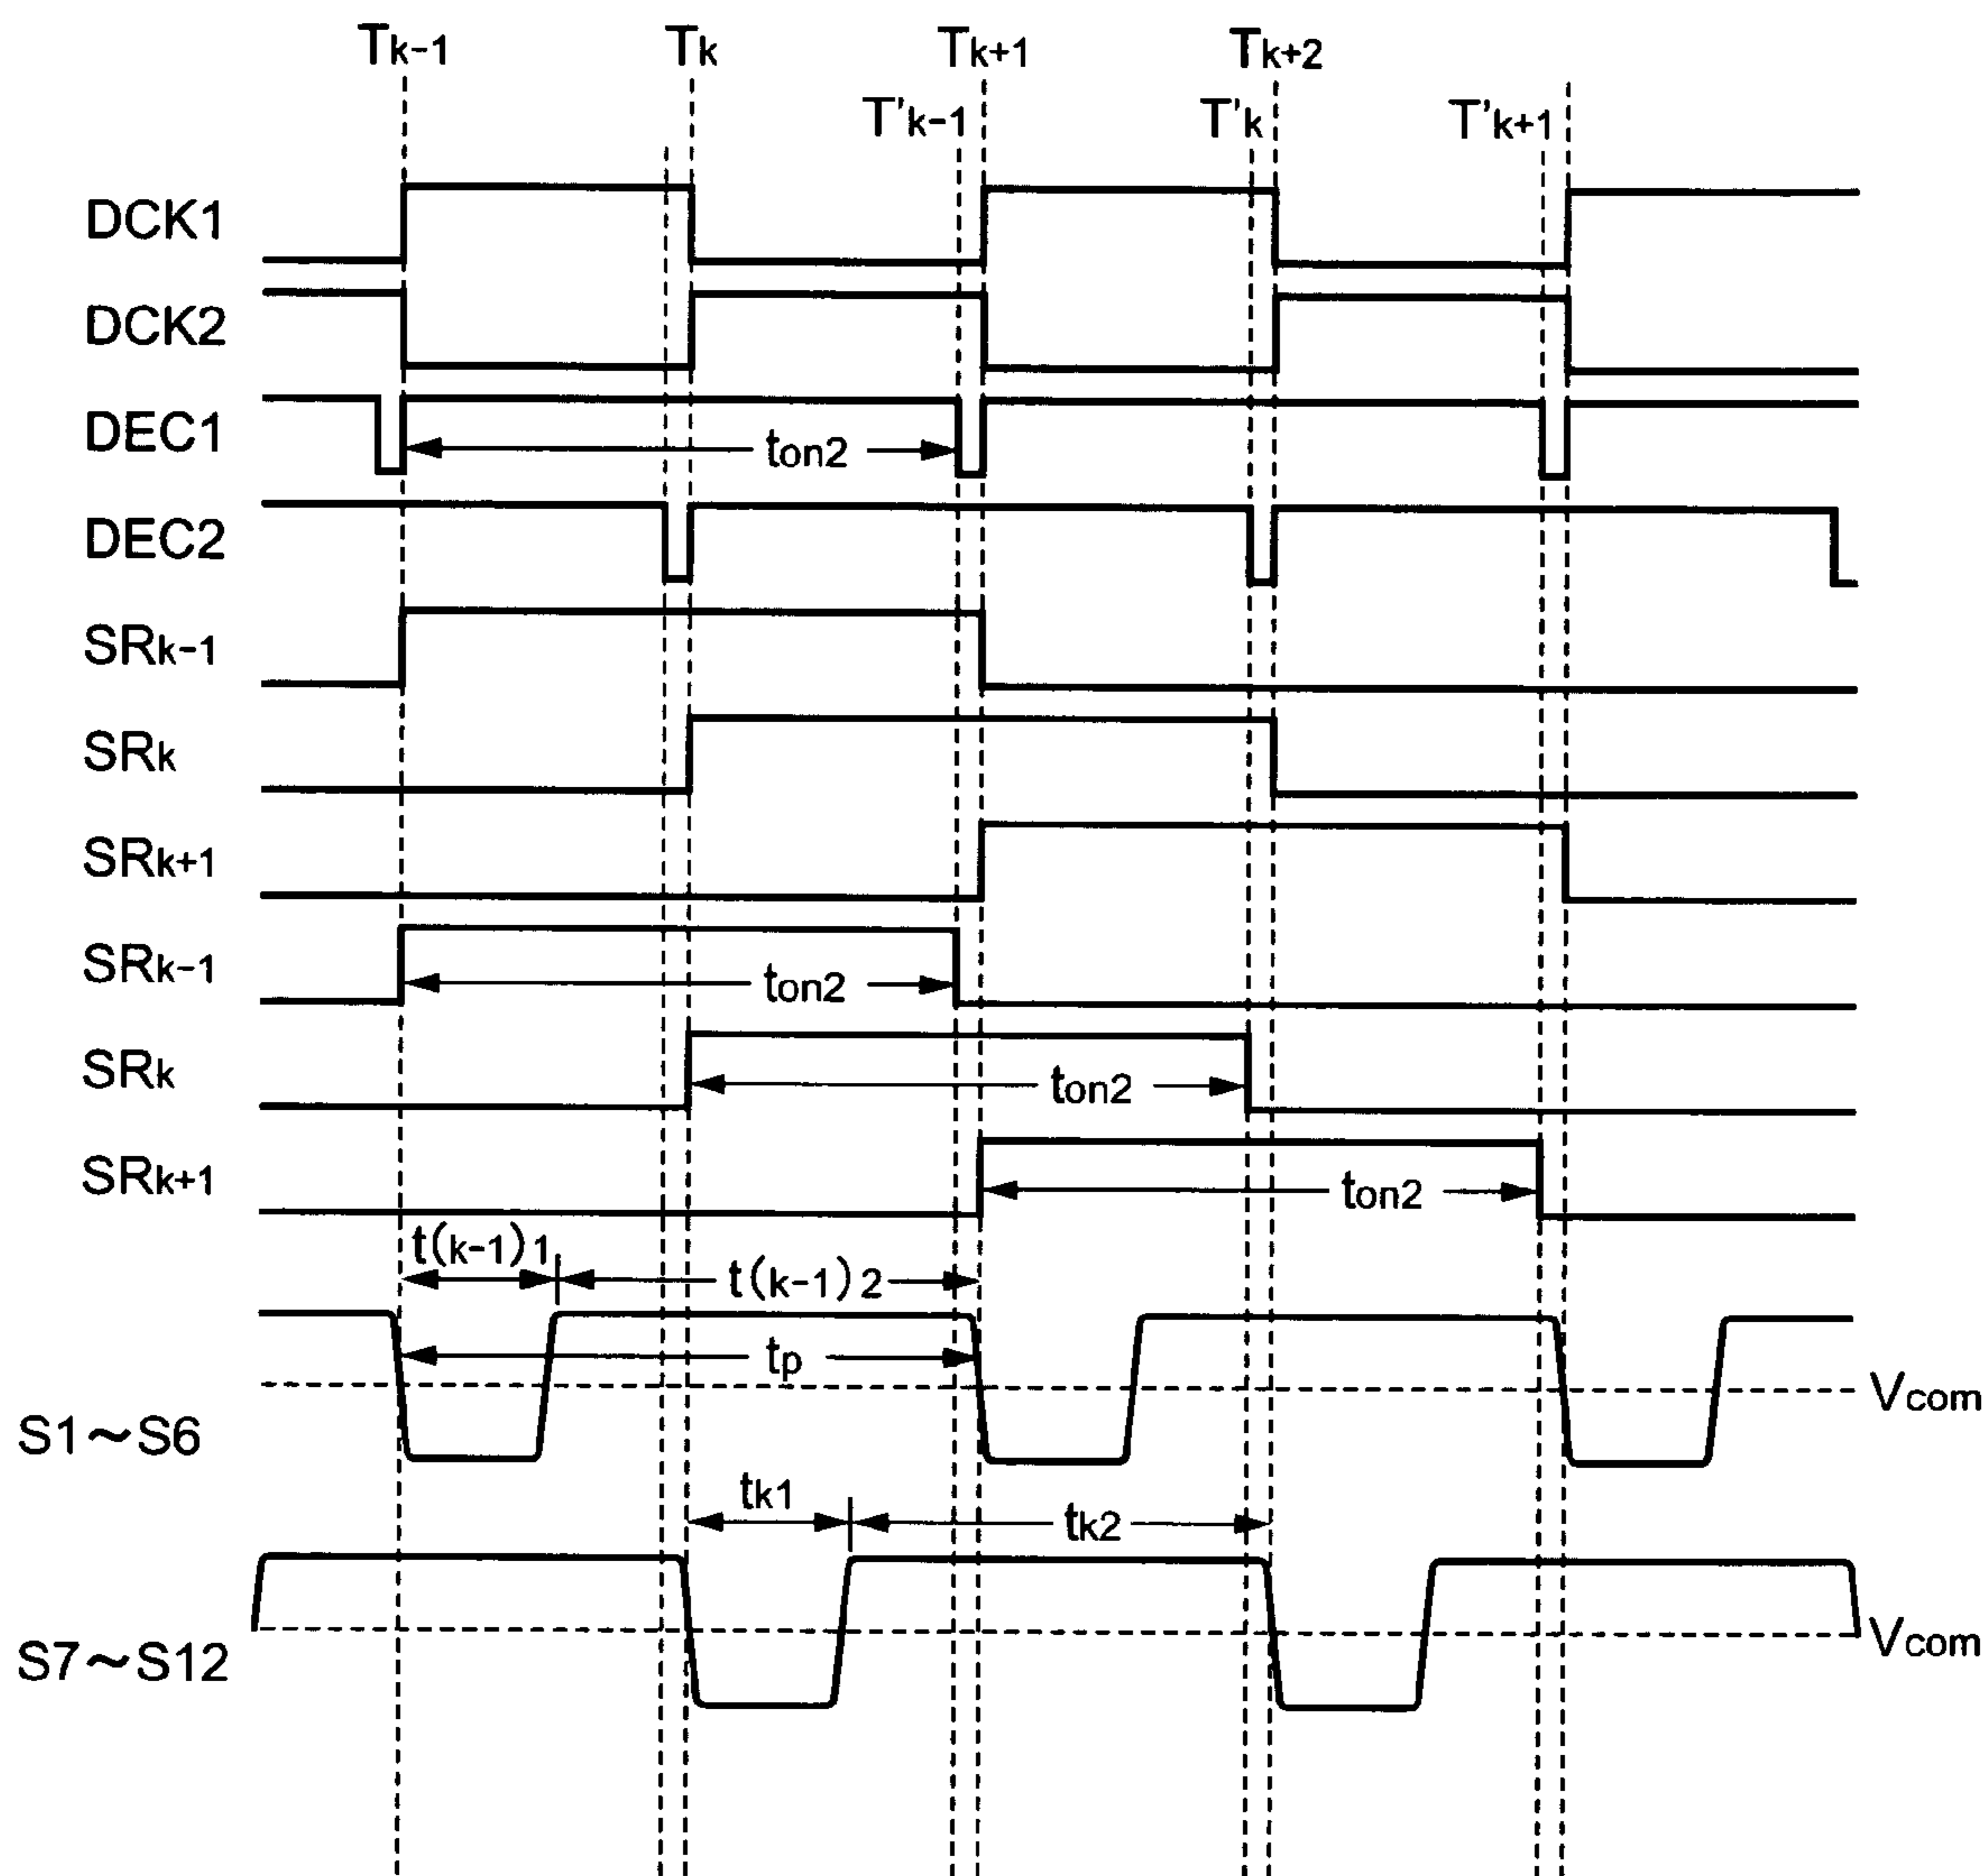 Tk-1 Tk Tk+1 Tk+2
T'k-1 T'k T'k+1
DCK1
DCK2
DEC1 ton2
DEC2
SRk-1
SRk
SRk+1
SRk-1 ton2
SRk ton2
SRk+1 ton2
t(k-1)1 t(k-1)2
tp
Vcom
S1~S6
tk1 tk2
Vcom
S7~S12